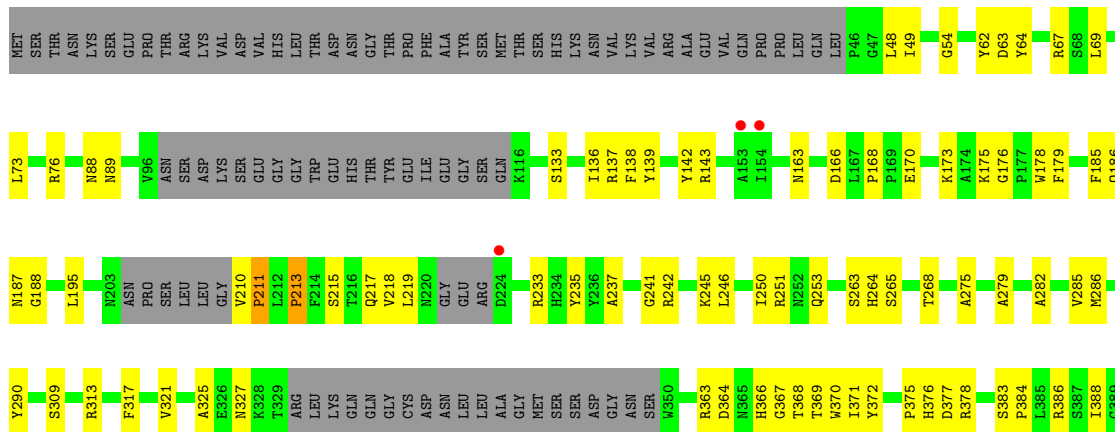 MET SER THR ASN LYS SER GLU PRO THR ARG LYS VAL ASP VAL HIS LEU THR ASP ASN GLY THR PRO PHE ALA TYR SER MET THR SER HIS LYS ASN VAL LYS VAL ARG ALA GLU VAL GLN PRO PRO LEU GLN LEU P46 G47 L48 I49 G54 Y62 D63 Y64 R67 S68 L69
L73 R76 N88 N89 V96 ASN SER ASP LYS SER GLU GLY GLY TRP GLU HIS THR TYR GLU ILE GLU GLY SER GLN K116 S133 I136 R137 F138 Y139 Y142 R143 A153 I154 N163 D166 L167 P168 P169 E170 K173 A174 K175 G176 P177 W178 F179 F185 Q186
N187 G188 L195 N203 ASN PRO SER LEU LEU GLY V210 P211 L212 P213 F214 S215 T216 Q217 V218 L219 N220 GLY GLU ARG D224 R233 H234 Y235 Y236 A237 G241 R242 K245 L246 I250 R251 N252 Q253 S263 H264 S265 T268 A275 A279 A282 V285 M286
Y290 S309 R313 F317 V321 A325 E326 N327 K328 T329 ARG LEU LYS GLN GLN GLY CYS ASP ASN LEU LEU ALA GLY MET SER SER ASP GLY ASN SER W350 R363 D364 N365 H366 G367 T368 T369 W370 I371 Y372 P375 H376 D377 R378 S383 P384 L385 R386 S387 I388 G389